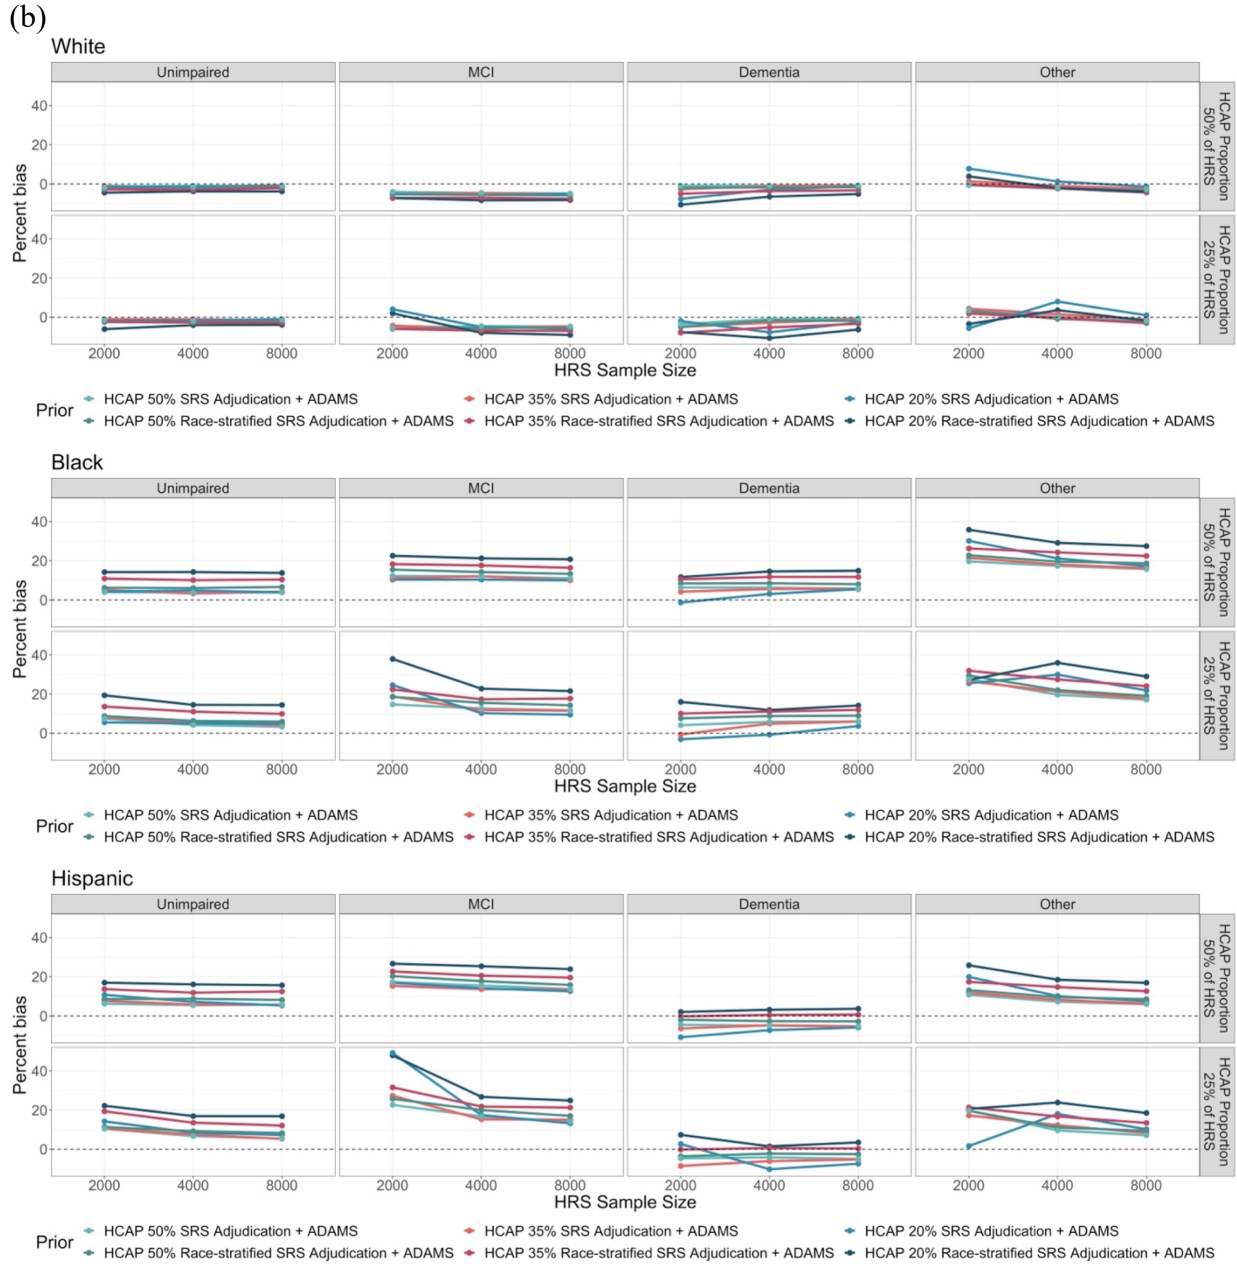 (b)
White
Unimpaired MCI Dementia Other
40
20
0
HCAP Proportion
50% of HRS
40
20
0
HCAP Proportion
25% of HRS
Percent bias
2000 4000 8000 2000 4000 8000 2000 4000 8000 2000 4000 8000
HRS Sample Size
Prior
HCAP 50% SRS Adjudication + ADAMS HCAP 35% SRS Adjudication + ADAMS HCAP 20% SRS Adjudication + ADAMS
HCAP 50% Race-stratified SRS Adjudication + ADAMS HCAP 35% Race-stratified SRS Adjudication + ADAMS HCAP 20% Race-stratified SRS Adjudication + ADAMS
Black
Unimpaired MCI Dementia Other
40
20
0
HCAP Proportion
50% of HRS
40
20
0
HCAP Proportion
25% of HRS
Percent bias
2000 4000 8000 2000 4000 8000 2000 4000 8000 2000 4000 8000
HRS Sample Size
Prior
HCAP 50% SRS Adjudication + ADAMS HCAP 35% SRS Adjudication + ADAMS HCAP 20% SRS Adjudication + ADAMS
HCAP 50% Race-stratified SRS Adjudication + ADAMS HCAP 35% Race-stratified SRS Adjudication + ADAMS HCAP 20% Race-stratified SRS Adjudication + ADAMS
Hispanic
Unimpaired MCI Dementia Other
40
20
0
HCAP Proportion
50% of HRS
40
20
0
HCAP Proportion
25% of HRS
Percent bias
2000 4000 8000 2000 4000 8000 2000 4000 8000 2000 4000 8000
HRS Sample Size
Prior
HCAP 50% SRS Adjudication + ADAMS HCAP 35% SRS Adjudication + ADAMS HCAP 20% SRS Adjudication + ADAMS
HCAP 50% Race-stratified SRS Adjudication + ADAMS HCAP 35% Race-stratified SRS Adjudication + ADAMS HCAP 20% Race-stratified SRS Adjudication + ADAMS